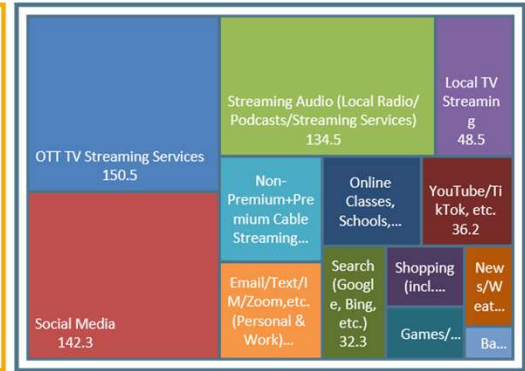 OTT TV Streaming Services
150.5
Social Media
142.3
Streaming Audio (Local Radio/
Podcasts/Streaming Services)
134.5
Local TV
Streamin
g
48.5
Non-
Premium+Pre
mium Cable
Streaming...
Online
Classes,
Schools,...
YouTube/Ti
kTok, etc.
36.2
Email/Text/I
M/Zoom,etc.
(Personal &
Work)...
Search
(Googl
e, Bing,
etc.)
32.3
Shopping
(incl....
Games/...
New
s/W
eat...
Ba...